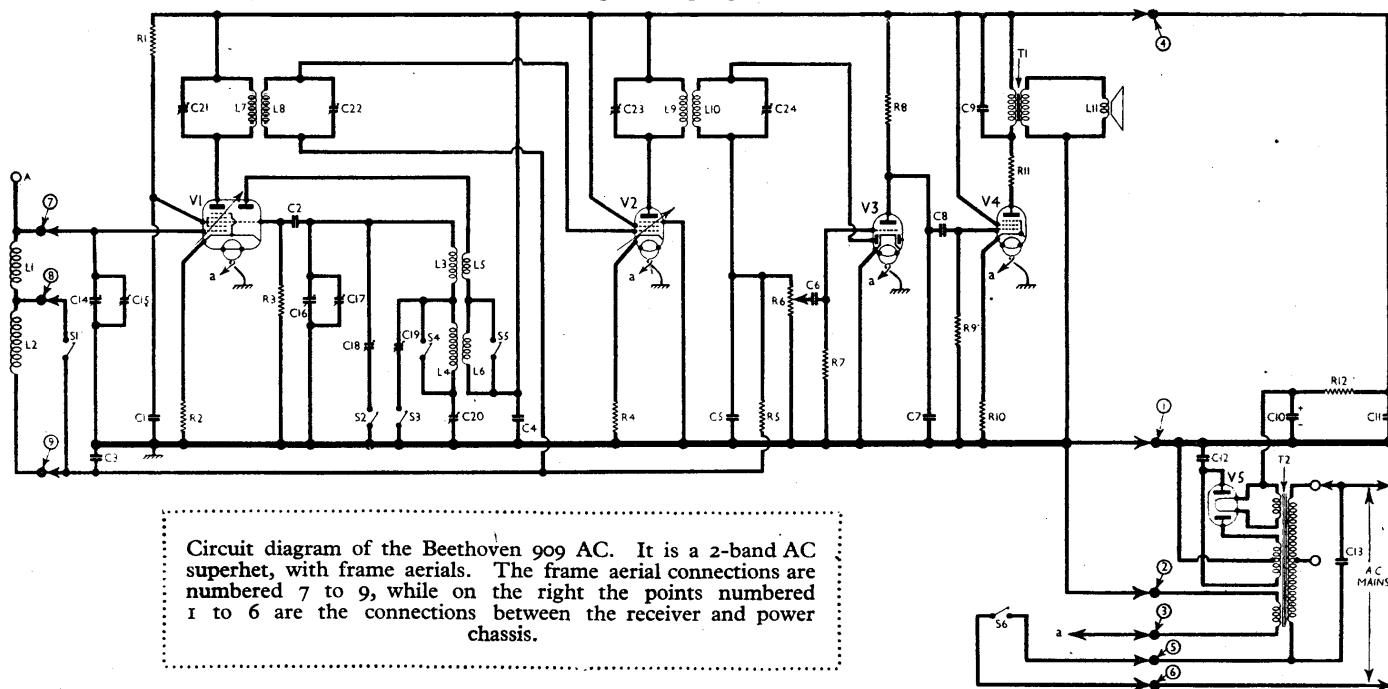 R1
4
T1
C21
L7
L8
C22
C23
L9
L10
C24
R8
C9
L11
A
7
V1
C2
V2
V3
C8
V4
R11
a
a
a
a
L1
8
C14
C15
L2
S1
R3
C16
C17
L3
L5
C18
C19
S4
S5
L4
L6
R6
C6
R7
R9
R12
C1
R2
S2
S3
C20
C4
R4
C5
R5
C7
R10
1
C10
+
-
C11
9
C3
C12
T2
V5
C13
AC
MAINS
2
3
a
S6
5
6
Circuit diagram of the Beethoven 909 AC. It is a 2-band AC
superhet, with frame aerials. The frame aerial connections are
numbered 7 to 9, while on the right the points numbered
1 to 6 are the connections between the receiver and power
chassis.